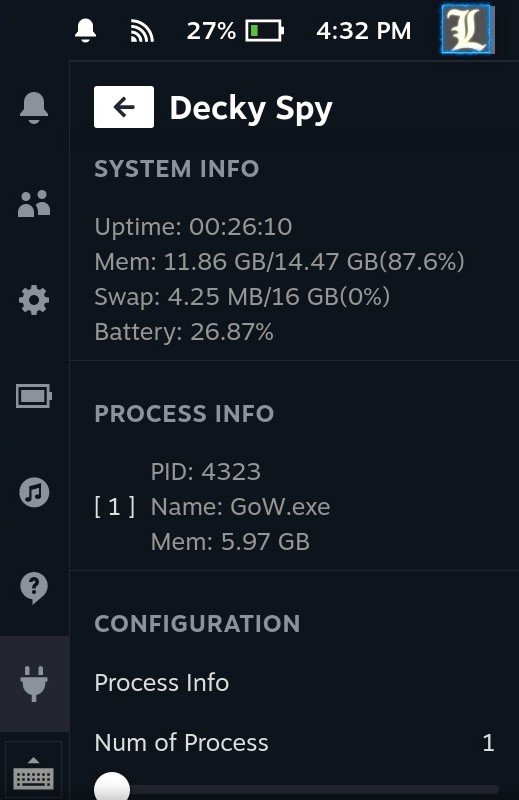 27%
4:32 PM
L
Decky Spy
SYSTEM INFO
Uptime: 00:26:10
Mem: 11.86 GB/14.47 GB(87.6%)
Swap: 4.25 MB/16 GB(0%)
Battery: 26.87%
PROCESS INFO
PID: 4323
[ 1 ] Name: GoW.exe
Mem: 5.97 GB
CONFIGURATION
Process Info
Num of Process 1